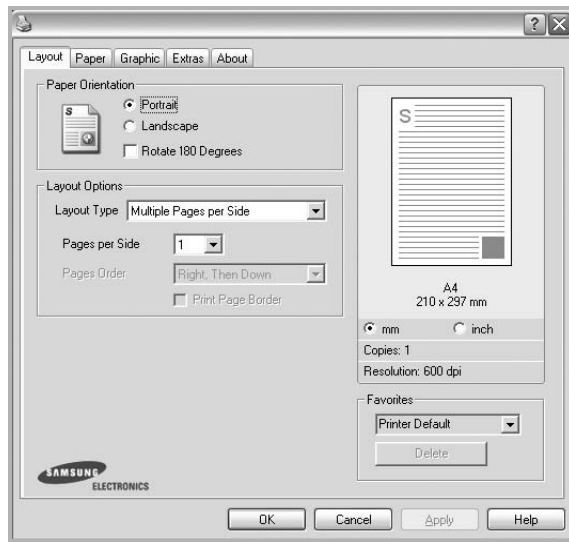 Layout Paper Graphic Extras About
Paper Orientation
S
Portrait
Landscape
Rotate 180 Degrees
Layout Options
Layout Type Multiple Pages per Side
Pages per Side 1
Pages Order Right, Then Down
Print Page Border
S
A4
210 x 297 mm
mm inch
Copies: 1
Resolution: 600 dpi
Favorites
Printer Default
Delete
SAMSUNG
ELECTRONICS
OK Cancel Apply Help